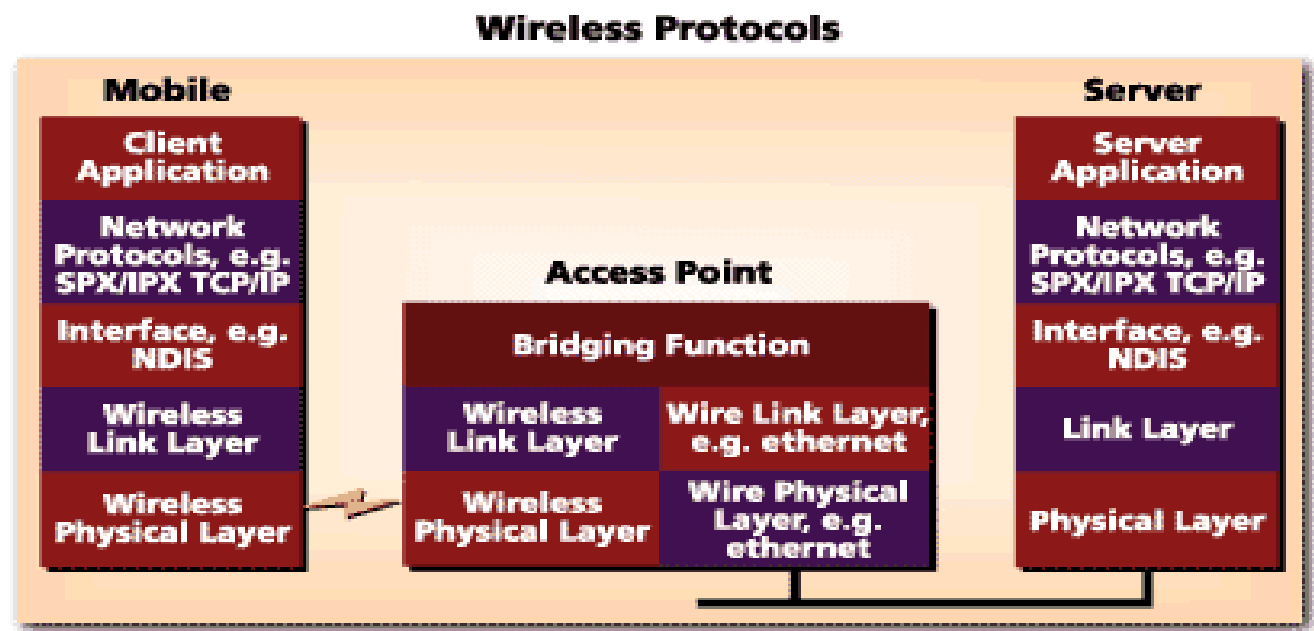 Wireless Protocols
Mobile
Client
Application
Network
Protocols, e.g.
SPX/IPX TCP/IP
Interface, e.g.
NDIS
Wireless
Link Layer
Wireless
Physical Layer
Access Point
Bridging Function
Wireless
Link Layer
Wire Link Layer,
e.g. ethernet
Wireless
Physical Layer
Wire Physical
Layer, e.g.
ethernet
Server
Server
Application
Network
Protocols, e.g.
SPX/IPX TCP/IP
Interface, e.g.
NDIS
Link Layer
Physical Layer